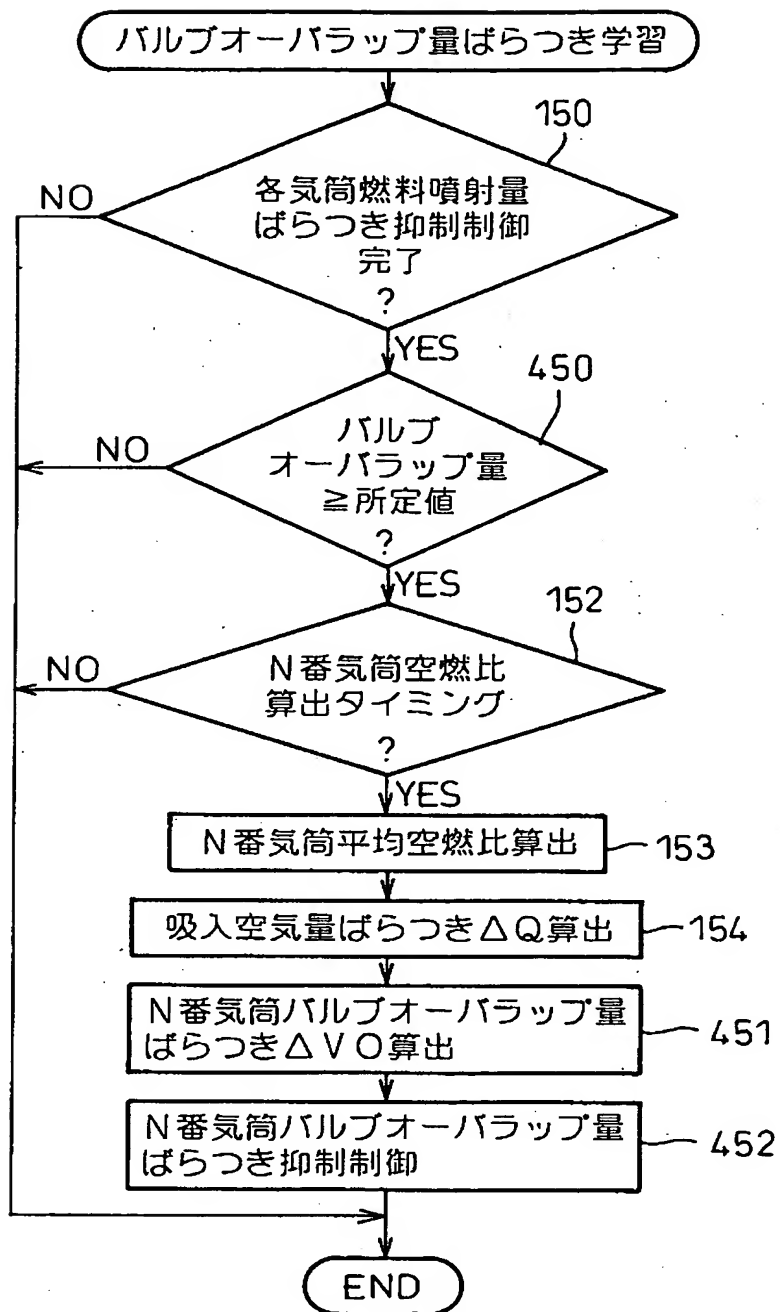 バルブオーバラップ量ばらつき学習
150
各気筒燃料噴射量
ばらつき抑制制御
完了
?
NO
YES
450
バルブ
オーバラップ量
≧所定値
?
NO
YES
152
N番気筒空燃比
算出タイミング
?
NO
YES
N番気筒平均空燃比算出
153
吸入空気量ばらつき△Q算出
154
N番気筒バルブオーバラップ量
ばらつき△VO算出
451
N番気筒バルブオーバラップ量
ばらつき抑制制御
452
END